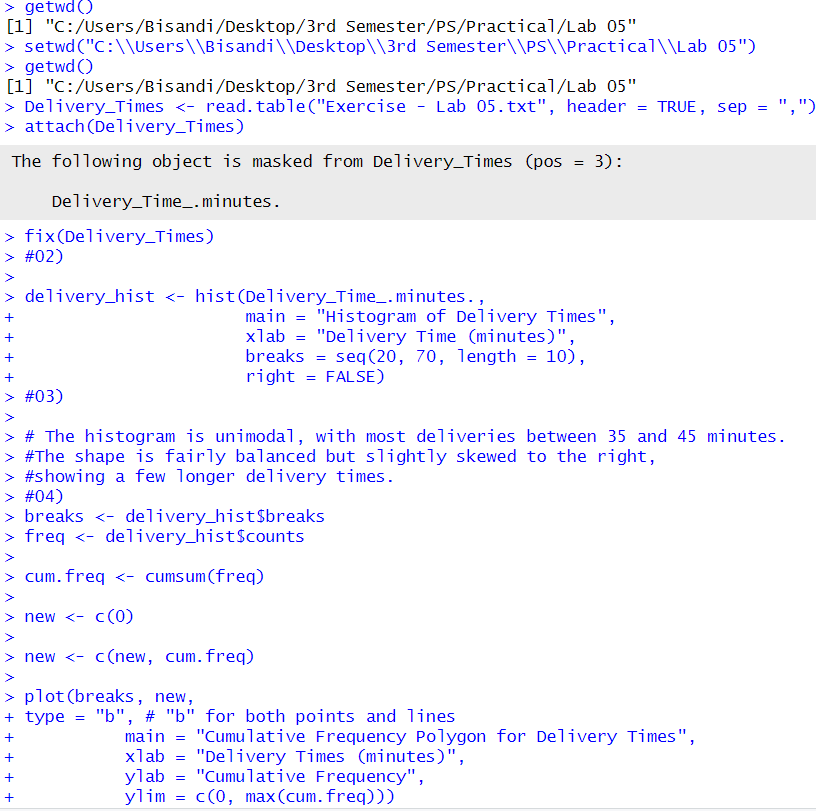 > getwd()
[1] "C:/Users/Bisandi/Desktop/3rd Semester/PS/Practical/Lab 05"
> setwd("C:\\Users\\Bisandi\\Desktop\\3rd Semester\\PS\\Practical\\Lab 05")
> getwd()
[1] "C:/Users/Bisandi/Desktop/3rd Semester/PS/Practical/Lab 05"
> Delivery_Times <- read.table("Exercise - Lab 05.txt", header = TRUE, sep = ",")
> attach(Delivery_Times)
The following object is masked from Delivery_Times (pos = 3):
    Delivery_Time_.minutes.
> fix(Delivery_Times)
> #02)
>
> delivery_hist <- hist(Delivery_Time_.minutes.,
+                       main = "Histogram of Delivery Times",
+                       xlab = "Delivery Time (minutes)",
+                       breaks = seq(20, 70, length = 10),
+                       right = FALSE)
> #03)
>
> # The histogram is unimodal, with most deliveries between 35 and 45 minutes.
> #The shape is fairly balanced but slightly skewed to the right,
> #showing a few longer delivery times.
> #04)
> breaks <- delivery_hist$breaks
> freq <- delivery_hist$counts
>
> cum.freq <- cumsum(freq)
>
> new <- c(0)
>
> new <- c(new, cum.freq)
>
> plot(breaks, new,
+ type = "b", # "b" for both points and lines
+           main = "Cumulative Frequency Polygon for Delivery Times",
+           xlab = "Delivery Times (minutes)",
+           ylab = "Cumulative Frequency",
+           ylim = c(0, max(cum.freq)))